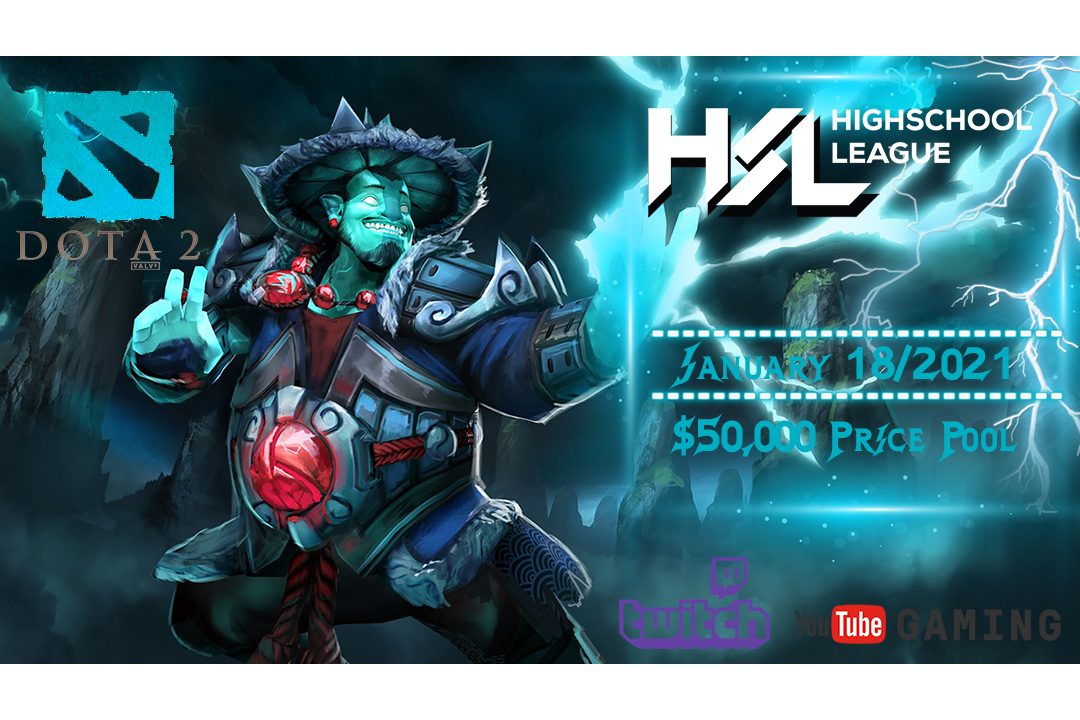 DOTA 2
VALVE
HSL HIGHSCHOOL
LEAGUE
January 18/2021
$50,000 Price Pool
twitch
YouTube GAMING